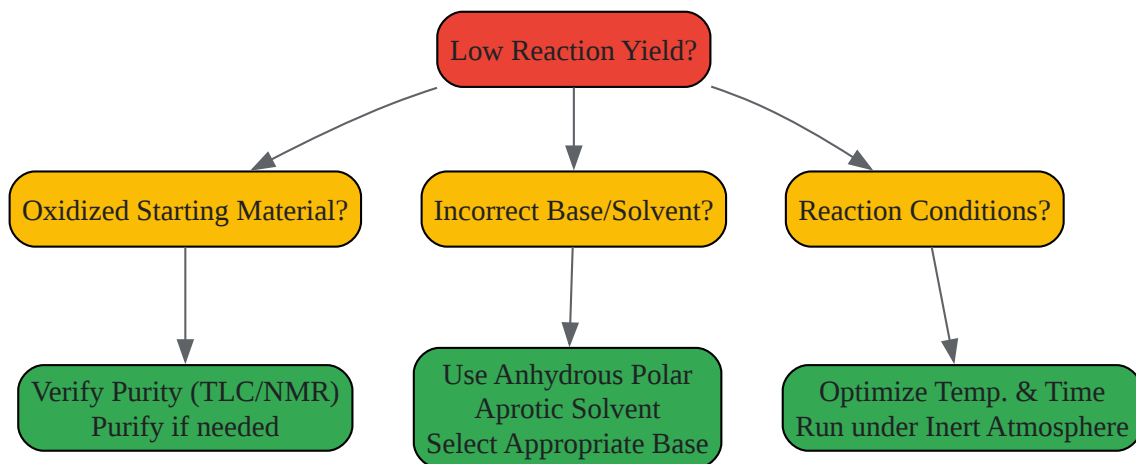 Low Reaction Yield?
Oxidized Starting Material?
Incorrect Base/Solvent?
Reaction Conditions?
Verify Purity (TLC/NMR)
Purify if needed
Use Anhydrous Polar
Aprotic Solvent
Select Appropriate Base
Optimize Temp. & Time
Run under Inert Atmosphere